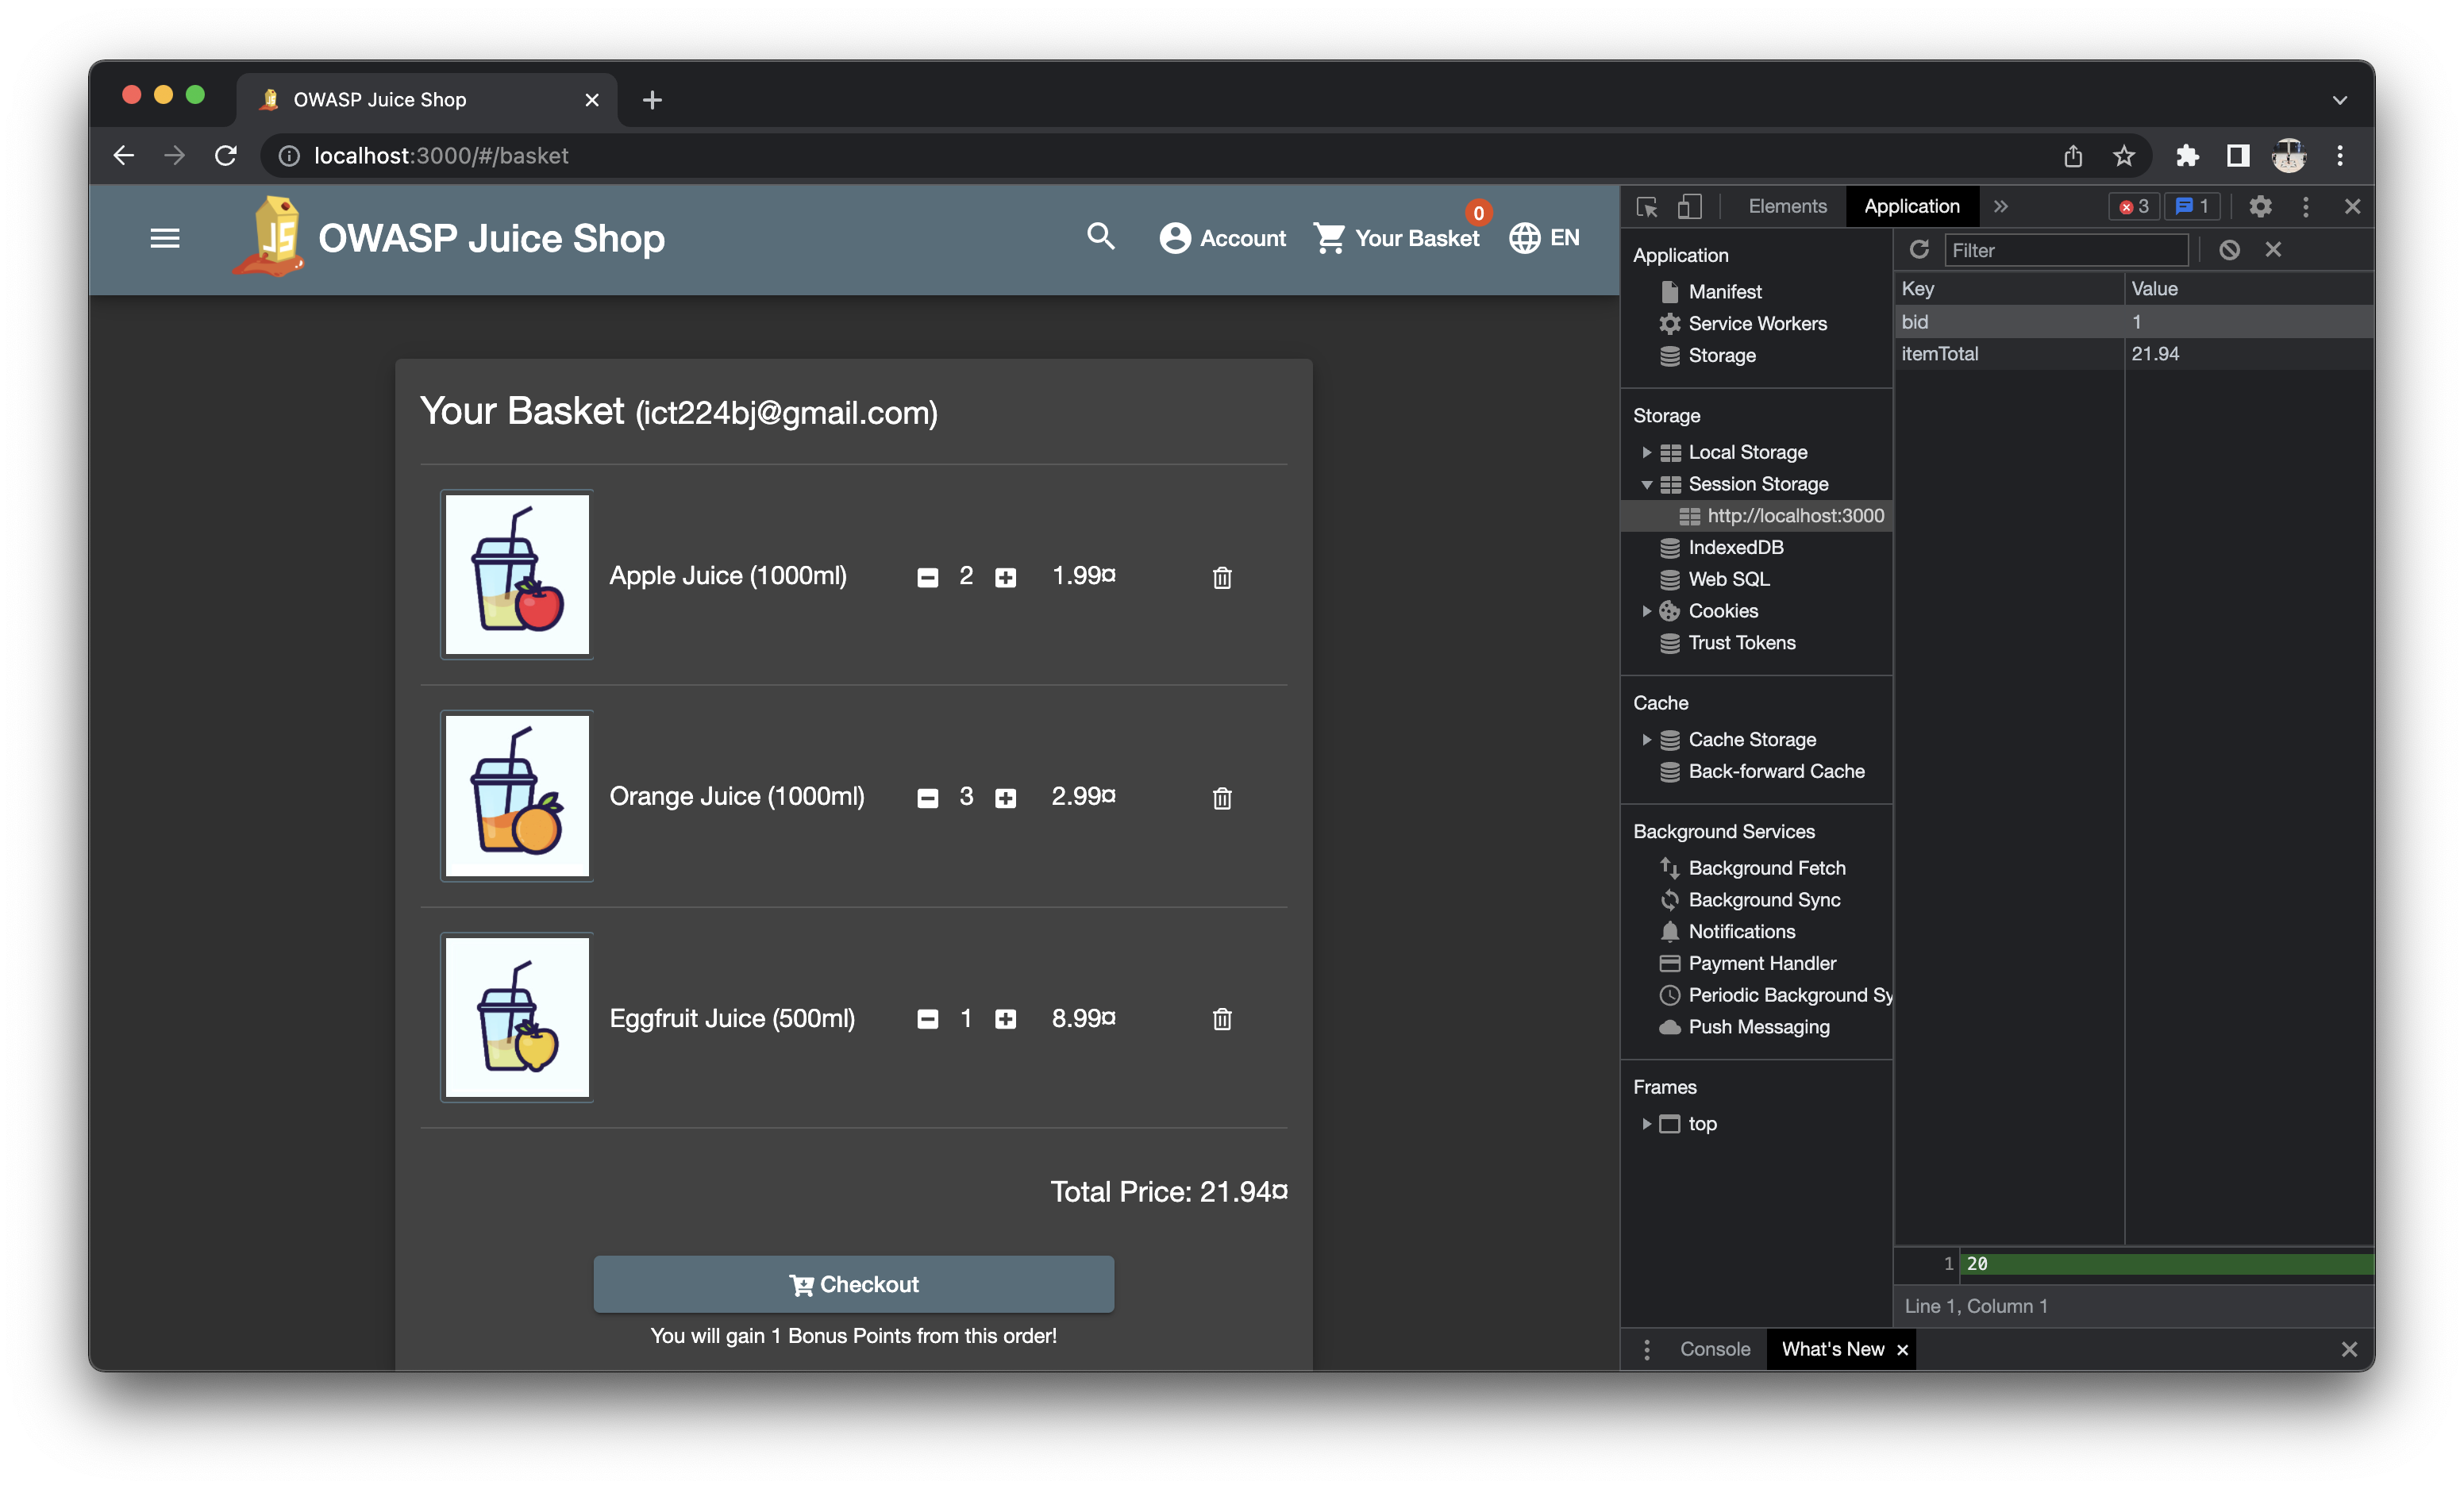 OWASP Juice Shop
localhost:3000/#/basket
JS
OWASP Juice Shop
Account
Your Basket
0
EN
Your Basket (ict224bj@gmail.com)
Apple Juice (1000ml) 2 1.99¤
Orange Juice (1000ml) 3 2.99¤
Eggfruit Juice (500ml) 1 8.99¤
Total Price: 21.94¤
Checkout
You will gain 1 Bonus Points from this order!
Elements Application 3 1
Application
Manifest
Service Workers
Storage
Storage
Local Storage
Session Storage
http://localhost:3000
IndexedDB
Web SQL
Cookies
Trust Tokens
Cache
Cache Storage
Back-forward Cache
Background Services
Background Fetch
Background Sync
Notifications
Payment Handler
Periodic Background Sy
Push Messaging
Frames
top
Filter
Key Value
bid 1
itemTotal 21.94
1 20
Line 1, Column 1
Console What's New